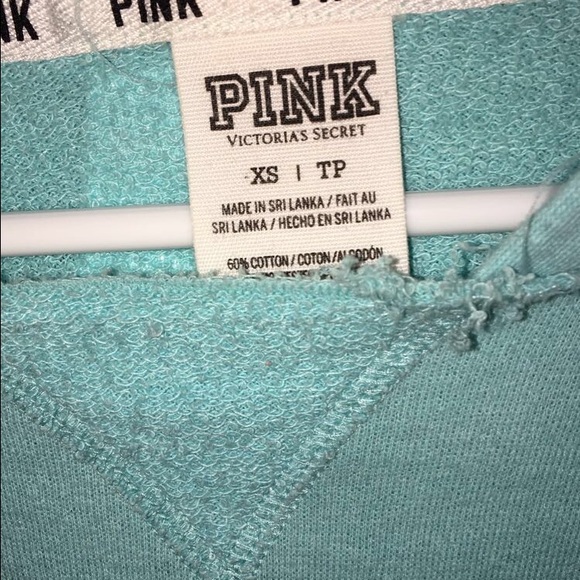 NK PINK
PINK
VICTORIA'S SECRET
XS | TP
MADE IN SRI LANKA / FAIT AU
SRI LANKA / HECHO EN SRI LANKA
60% COTTON / COTON / ALGODÓN